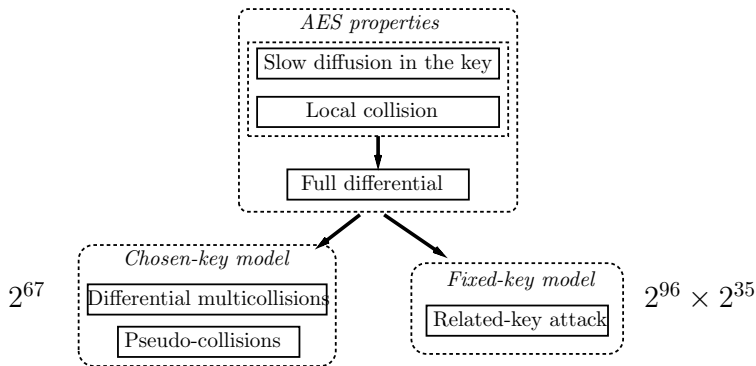 AES properties
Slow diffusion in the key
Local collision
Full differential
Chosen-key model
Fixed-key model
2^67
Differential multicollisions
2^96 × 2^35
Related-key attack
Pseudo-collisions